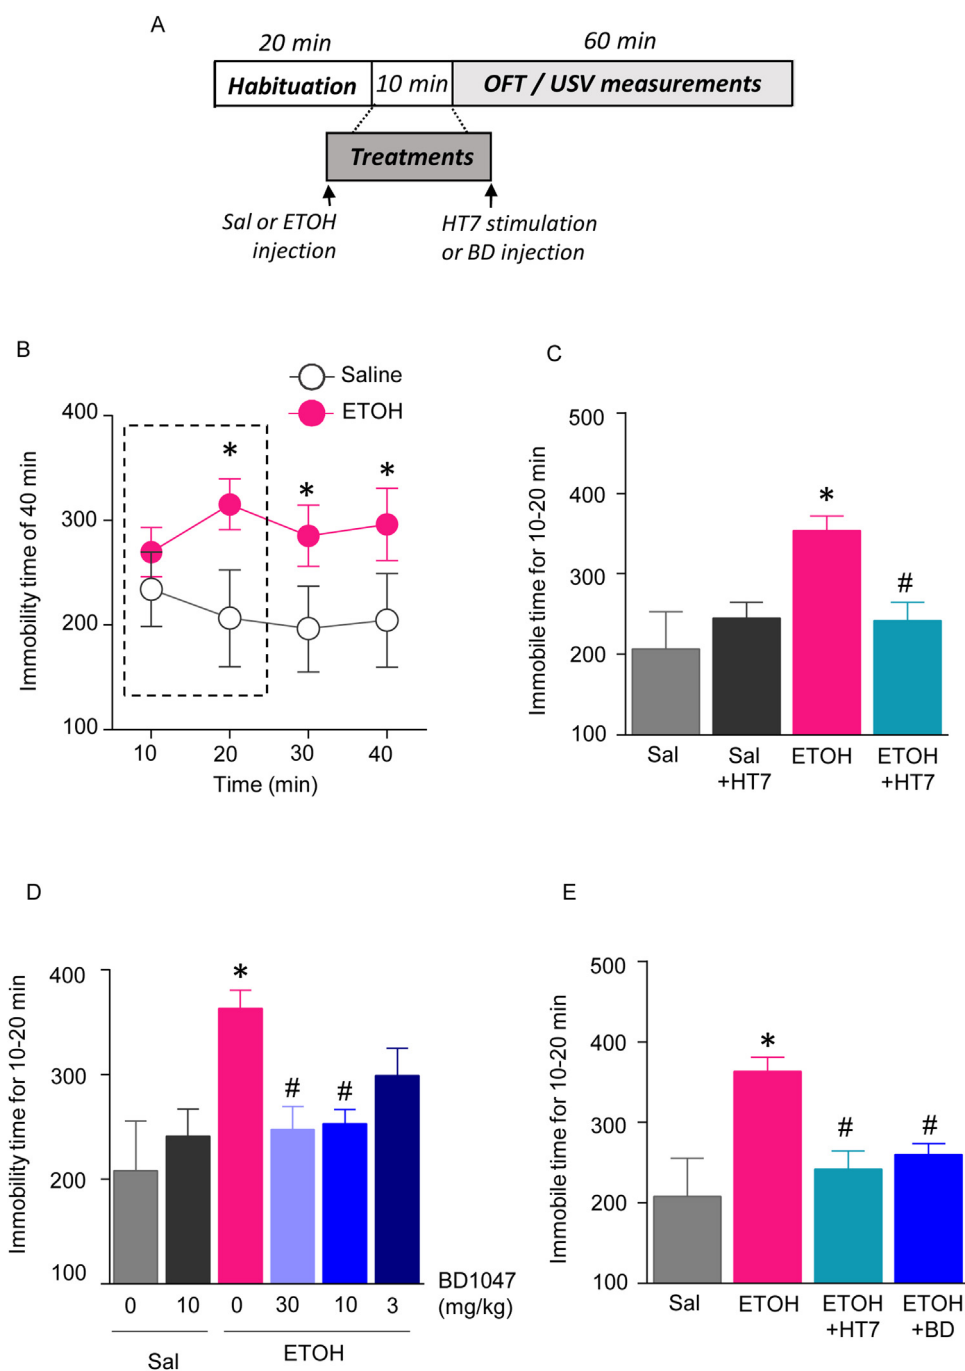 A
20 min
60 min
Habituation
10 min
OFT / USV measurements
Treatments
Sal or ETOH
injection
HT7 stimulation
or BD injection
B
Saline
ETOH
Immobility time of 40 min
400
300
200
100
*
*
*
10
20
30
40
Time (min)
C
Immobile time for 10-20 min
500
400
300
200
100
*
#
Sal
Sal
+HT7
ETOH
ETOH
+HT7
D
Immobility time for 10-20 min
400
300
200
100
*
#
#
0
10
0
30
10
3
BD1047
(mg/kg)
Sal
ETOH
E
Immobile time for 10-20 min
500
400
300
200
100
*
#
#
Sal
ETOH
ETOH
+HT7
ETOH
+BD